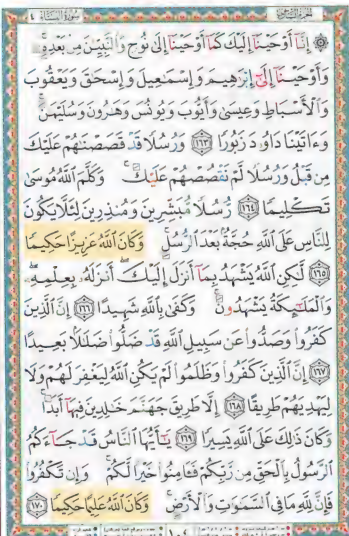 سورة النساء ٤
۞ إِنَّآ أَوْحَيْنَآ إِلَيْكَ كَمَآ أَوْحَيْنَآ إِلَىٰ نُوحٍ وَٱلنَّبِيِّـۧنَ مِنۢ بَعْدِهِۦۚ
وَأَوْحَيْنَآ إِلَىٰٓ إِبْرَٰهِيمَ وَإِسْمَٰعِيلَ وَإِسْحَٰقَ وَيَعْقُوبَ
وَٱلْأَسْبَاطِ وَعِيسَىٰ وَأَيُّوبَ وَيُونُسَ وَهَٰرُونَ وَسُلَيْمَٰنَۚ
وَءَاتَيْنَا دَاوُۥدَ زَبُورًا ١٦٣ وَرُسُلًا قَدْ قَصَصْنَٰهُمْ عَلَيْكَ
مِن قَبْلُ وَرُسُلًا لَّمْ نَقْصُصْهُمْ عَلَيْكَۚ وَكَلَّمَ ٱللَّهُ مُوسَىٰ
تَكْلِيمًا ١٦٤ رُّسُلًا مُّبَشِّرِينَ وَمُنذِرِينَ لِئَلَّا يَكُونَ
لِلنَّاسِ عَلَى ٱللَّهِ حُجَّةٌۢ بَعْدَ ٱلرُّسُلِۚ وَكَانَ ٱللَّهُ عَزِيزًا حَكِيمًا
١٦٥ لَّٰكِنِ ٱللَّهُ يَشْهَدُ بِمَآ أَنزَلَ إِلَيْكَۖ أَنزَلَهُۥ بِعِلْمِهِۦۖ
وَٱلْمَلَٰٓئِكَةُ يَشْهَدُونَۚ وَكَفَىٰ بِٱللَّهِ شَهِيدًا ١٦٦ إِنَّ ٱلَّذِينَ
كَفَرُوا۟ وَصَدُّوا۟ عَن سَبِيلِ ٱللَّهِ قَدْ ضَلُّوا۟ ضَلَٰلًۢا بَعِيدًا
١٦٧ إِنَّ ٱلَّذِينَ كَفَرُوا۟ وَظَلَمُوا۟ لَمْ يَكُنِ ٱللَّهُ لِيَغْفِرَ لَهُمْ وَلَا
لِيَهْدِيَهُمْ طَرِيقًا ١٦٨ إِلَّا طَرِيقَ جَهَنَّمَ خَٰلِدِينَ فِيهَآ أَبَدًاۚ
وَكَانَ ذَٰلِكَ عَلَى ٱللَّهِ يَسِيرًا ١٦٩ يَٰٓأَيُّهَا ٱلنَّاسُ قَدْ جَآءَكُمُ
ٱلرَّسُولُ بِٱلْحَقِّ مِن رَّبِّكُمْ فَـَٔامِنُوا۟ خَيْرًا لَّكُمْۚ وَإِن تَكْفُرُوا۟
فَإِنَّ لِلَّهِ مَا فِى ٱلسَّمَٰوَٰتِ وَٱلْأَرْضِۚ وَكَانَ ٱللَّهُ عَلِيمًا حَكِيمًا ١٧٠
١٠٤